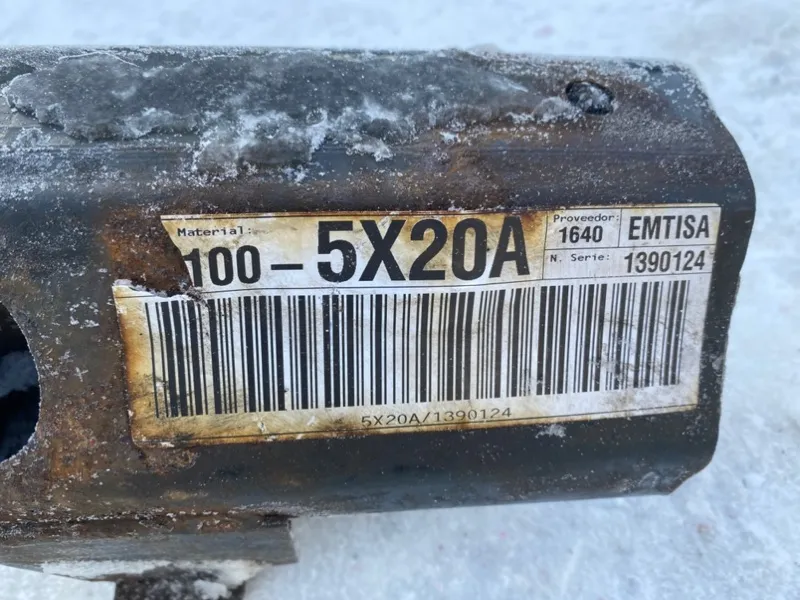 Material:
100-5X20A
Proveedor:
1640
EMTISA
N. Serie:
1390124
5X20A/1390124